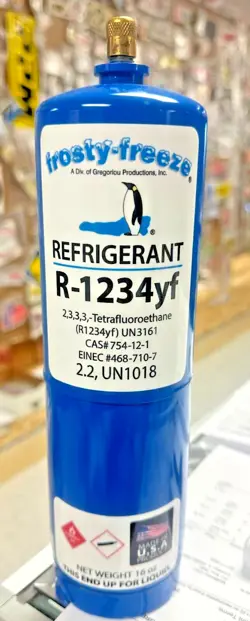 frosty-freeze®
A Div. of Gregoriou Productions, Inc.
®
REFRIGERANT
R-1234yf
2,3,3,3,-Tetrafluoroethane
(R1234yf) UN3161
CAS# 754-12-1
EINEC #468-710-7
2.2, UN1018
MADE IN
U.S.A
NET WEIGHT 16 oz.
THIS END UP FOR LIQUID